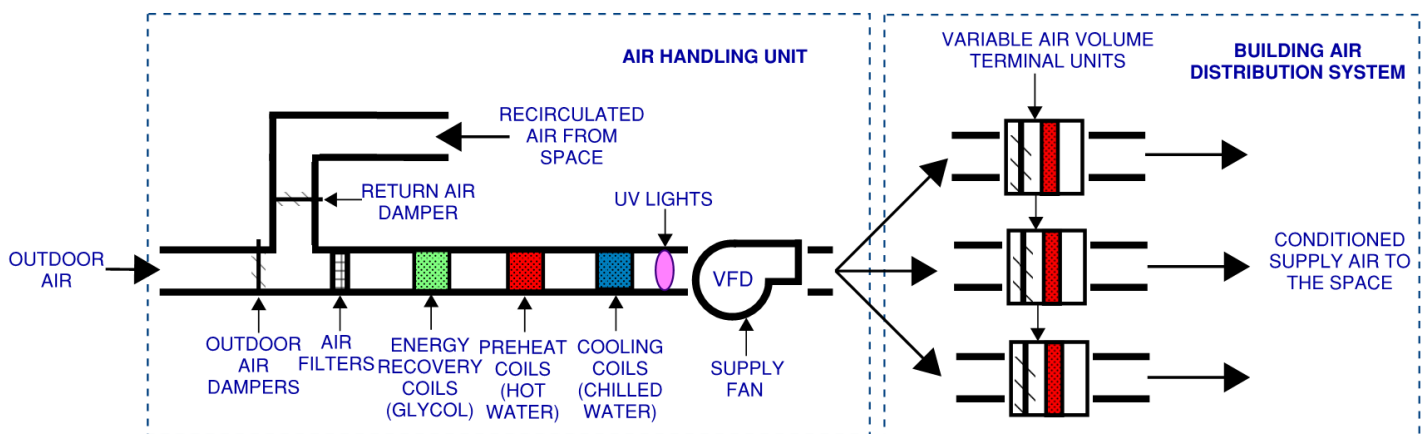 AIR HANDLING UNIT
VARIABLE AIR VOLUME
TERMINAL UNITS
BUILDING AIR
DISTRIBUTION SYSTEM
RECIRCULATED
AIR FROM
SPACE
RETURN AIR
DAMPER
UV LIGHTS
OUTDOOR
AIR
VFD
CONDITIONED
SUPPLY AIR TO
THE SPACE
OUTDOOR
AIR
DAMPERS
AIR
FILTERS
ENERGY
RECOVERY
COILS
(GLYCOL)
PREHEAT
COILS
(HOT
WATER)
COOLING
COILS
(CHILLED
WATER)
SUPPLY
FAN